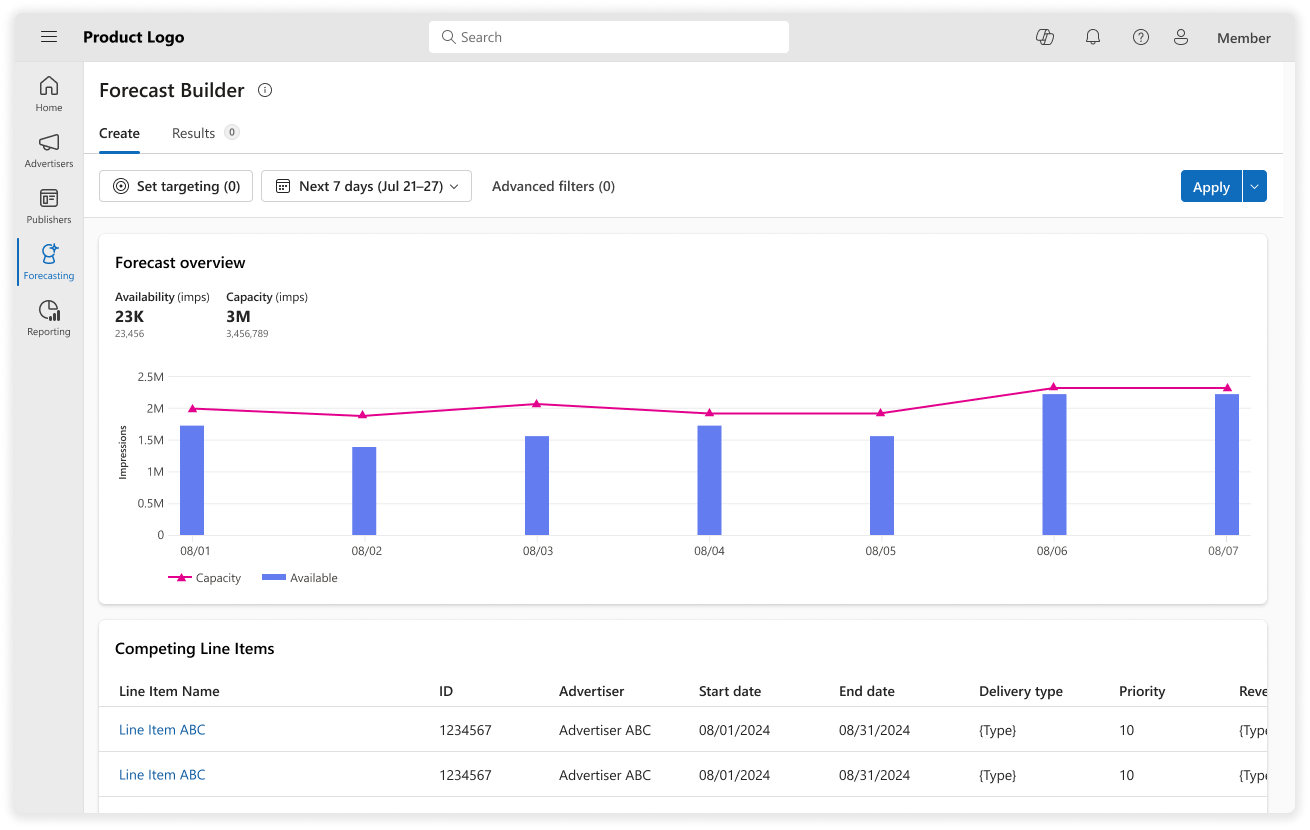 Product Logo
Search
Member
Home
Advertisers
Publishers
Forecasting
Reporting
Forecast Builder
Create Results 0
Set targeting (0) Next 7 days (Jul 21–27) Advanced filters (0) Apply
Forecast overview
Availability (imps) Capacity (imps)
23K 3M
23,456 3,456,789
Impressions
2.5M
2M
1.5M
1M
0.5M
0
08/01 08/02 08/03 08/04 08/05 08/06 08/07
Capacity Available
Competing Line Items
Line Item Name ID Advertiser Start date End date Delivery type Priority Reve
Line Item ABC 1234567 Advertiser ABC 08/01/2024 08/31/2024 {Type} 10 {Type
Line Item ABC 1234567 Advertiser ABC 08/01/2024 08/31/2024 {Type} 10 {Type